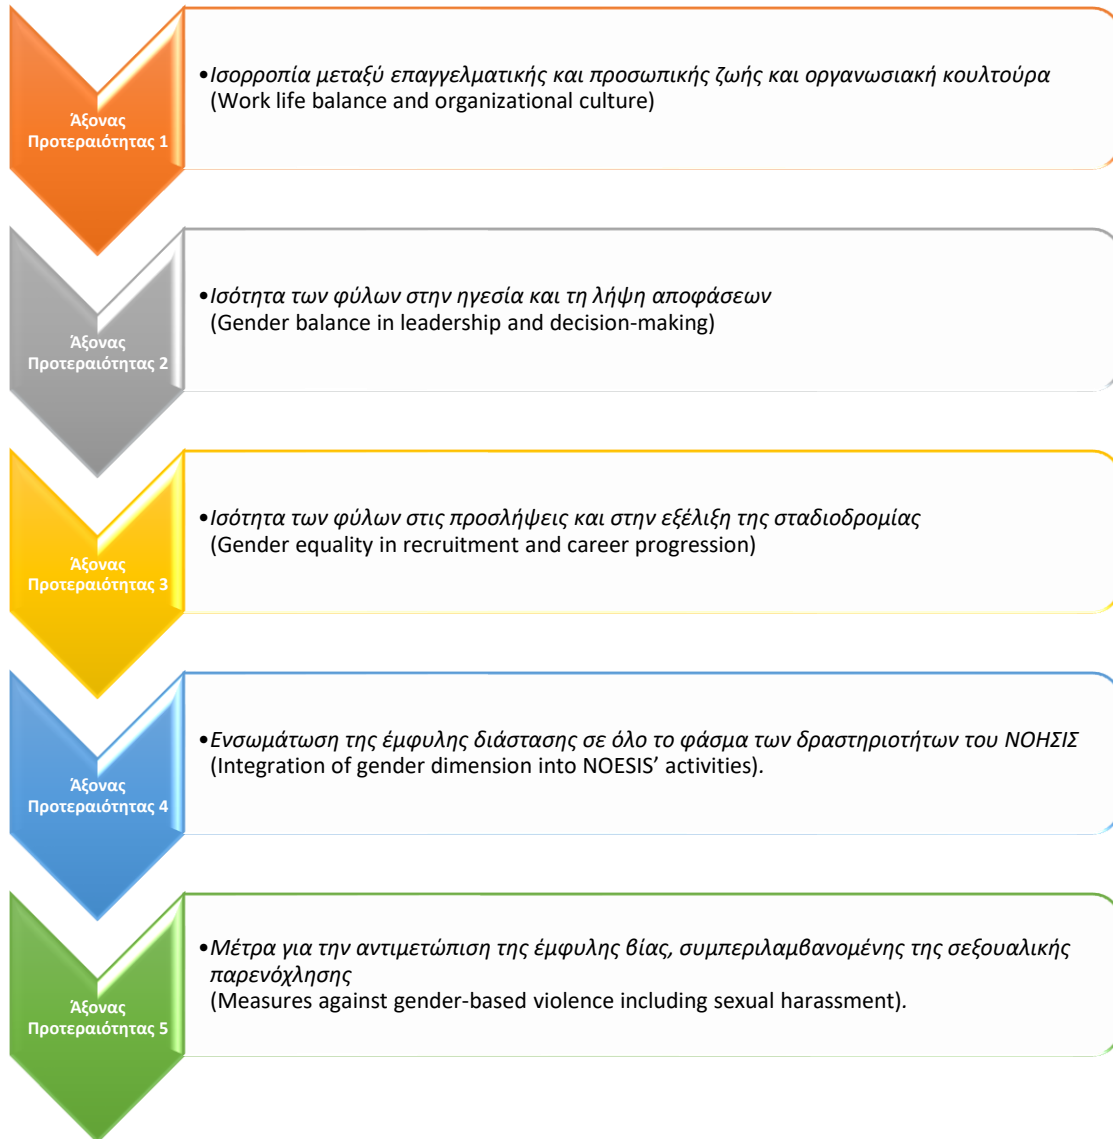 Άξονας
Προτεραιότητας 1
•Ισορροπία μεταξύ επαγγελματικής και προσωπικής ζωής και οργανωσιακή κουλτούρα
(Work life balance and organizational culture)
Άξονας
Προτεραιότητας 2
•Ισότητα των φύλων στην ηγεσία και τη λήψη αποφάσεων
(Gender balance in leadership and decision-making)
Άξονας
Προτεραιότητας 3
•Ισότητα των φύλων στις προσλήψεις και στην εξέλιξη της σταδιοδρομίας
(Gender equality in recruitment and career progression)
Άξονας
Προτεραιότητας 4
•Ενσωμάτωση της έμφυλης διάστασης σε όλο το φάσμα των δραστηριοτήτων του ΝΟΗΣΙΣ
(Integration of gender dimension into NOESIS’ activities).
Άξονας
Προτεραιότητας 5
•Μέτρα για την αντιμετώπιση της έμφυλης βίας, συμπεριλαμβανομένης της σεξουαλικής
παρενόχλησης
(Measures against gender-based violence including sexual harassment).